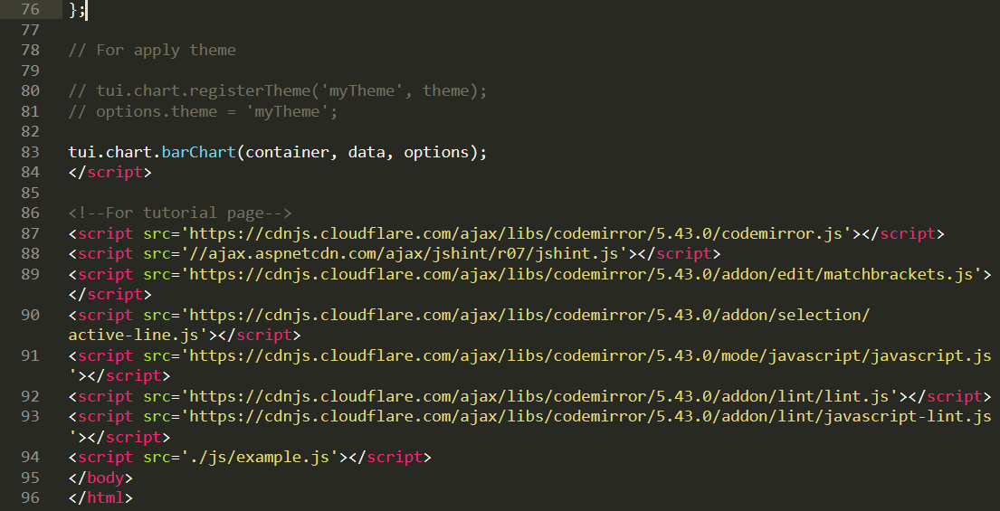 76 };
77
78 // For apply theme
79
80 // tui.chart.registerTheme('myTheme', theme);
81 // options.theme = 'myTheme';
82
83 tui.chart.barChart(container, data, options);
84 </script>
85
86 <!--For tutorial page-->
87 <script src='https://cdnjs.cloudflare.com/ajax/libs/codemirror/5.43.0/codemirror.js'></script>
88 <script src='//ajax.aspnetcdn.com/ajax/jshint/r07/jshint.js'></script>
89 <script src='https://cdnjs.cloudflare.com/ajax/libs/codemirror/5.43.0/addon/edit/matchbrackets.js'>
</script>
90 <script src='https://cdnjs.cloudflare.com/ajax/libs/codemirror/5.43.0/addon/selection/
active-line.js'></script>
91 <script src='https://cdnjs.cloudflare.com/ajax/libs/codemirror/5.43.0/mode/javascript/javascript.js
'></script>
92 <script src='https://cdnjs.cloudflare.com/ajax/libs/codemirror/5.43.0/addon/lint/lint.js'></script>
93 <script src='https://cdnjs.cloudflare.com/ajax/libs/codemirror/5.43.0/addon/lint/javascript-lint.js
'></script>
94 <script src='./js/example.js'></script>
95 </body>
96 </html>